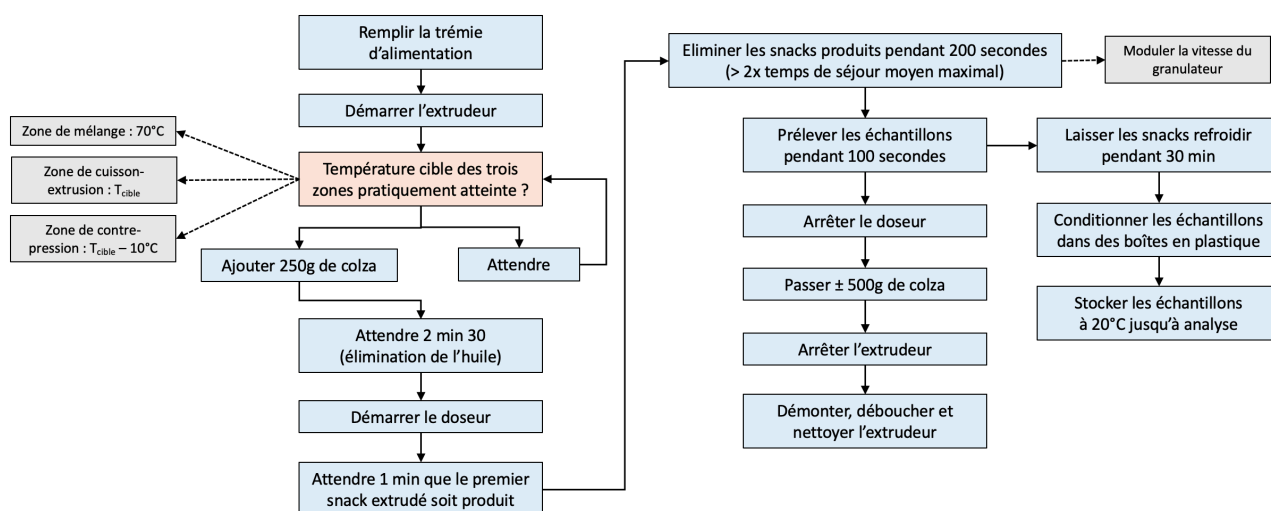 Remplir la trémie
d'alimentation
Démarrer l'extrudeur
Température cible des trois
zones pratiquement atteinte ?
Zone de mélange : 70°C
Zone de cuisson-
extrusion : Tcible
Zone de contre-
pression : Tcible – 10°C
Ajouter 250g de colza
Attendre
Attendre 2 min 30
(élimination de l'huile)
Démarrer le doseur
Attendre 1 min que le premier
snack extrudé soit produit
Eliminer les snacks produits pendant 200 secondes
(> 2x temps de séjour moyen maximal)
Moduler la vitesse du
granulateur
Prélever les échantillons
pendant 100 secondes
Arrêter le doseur
Passer ± 500g de colza
Arrêter l'extrudeur
Démonter, déboucher et
nettoyer l'extrudeur
Laisser les snacks refroidir
pendant 30 min
Conditionner les échantillons
dans des boîtes en plastique
Stocker les échantillons
à 20°C jusqu'à analyse